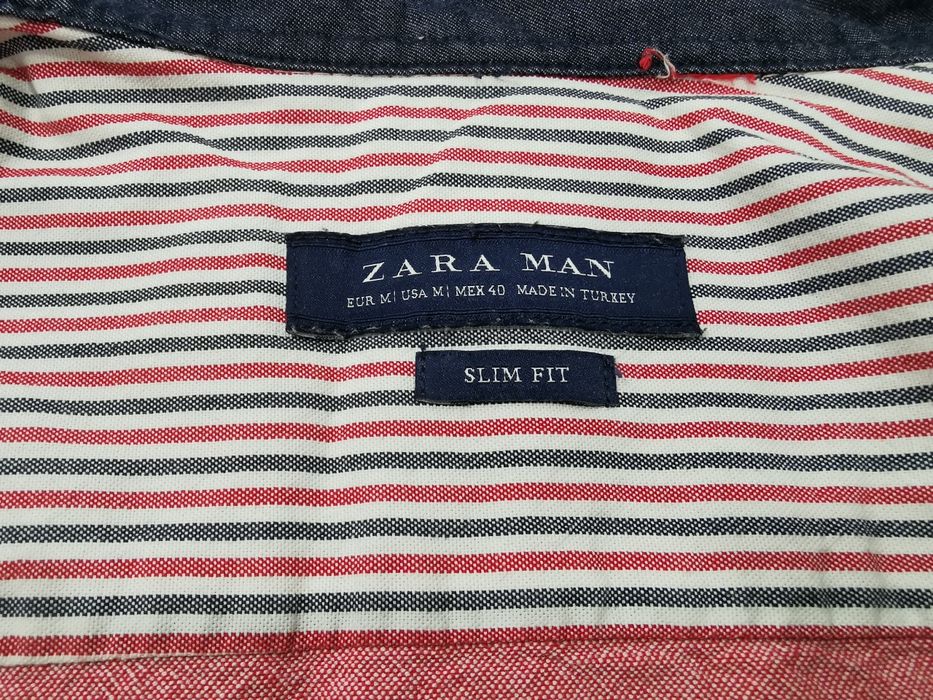 ZARA MAN
EUR M| USA M| MEX 40 MADE IN TURKEY
SLIM FIT